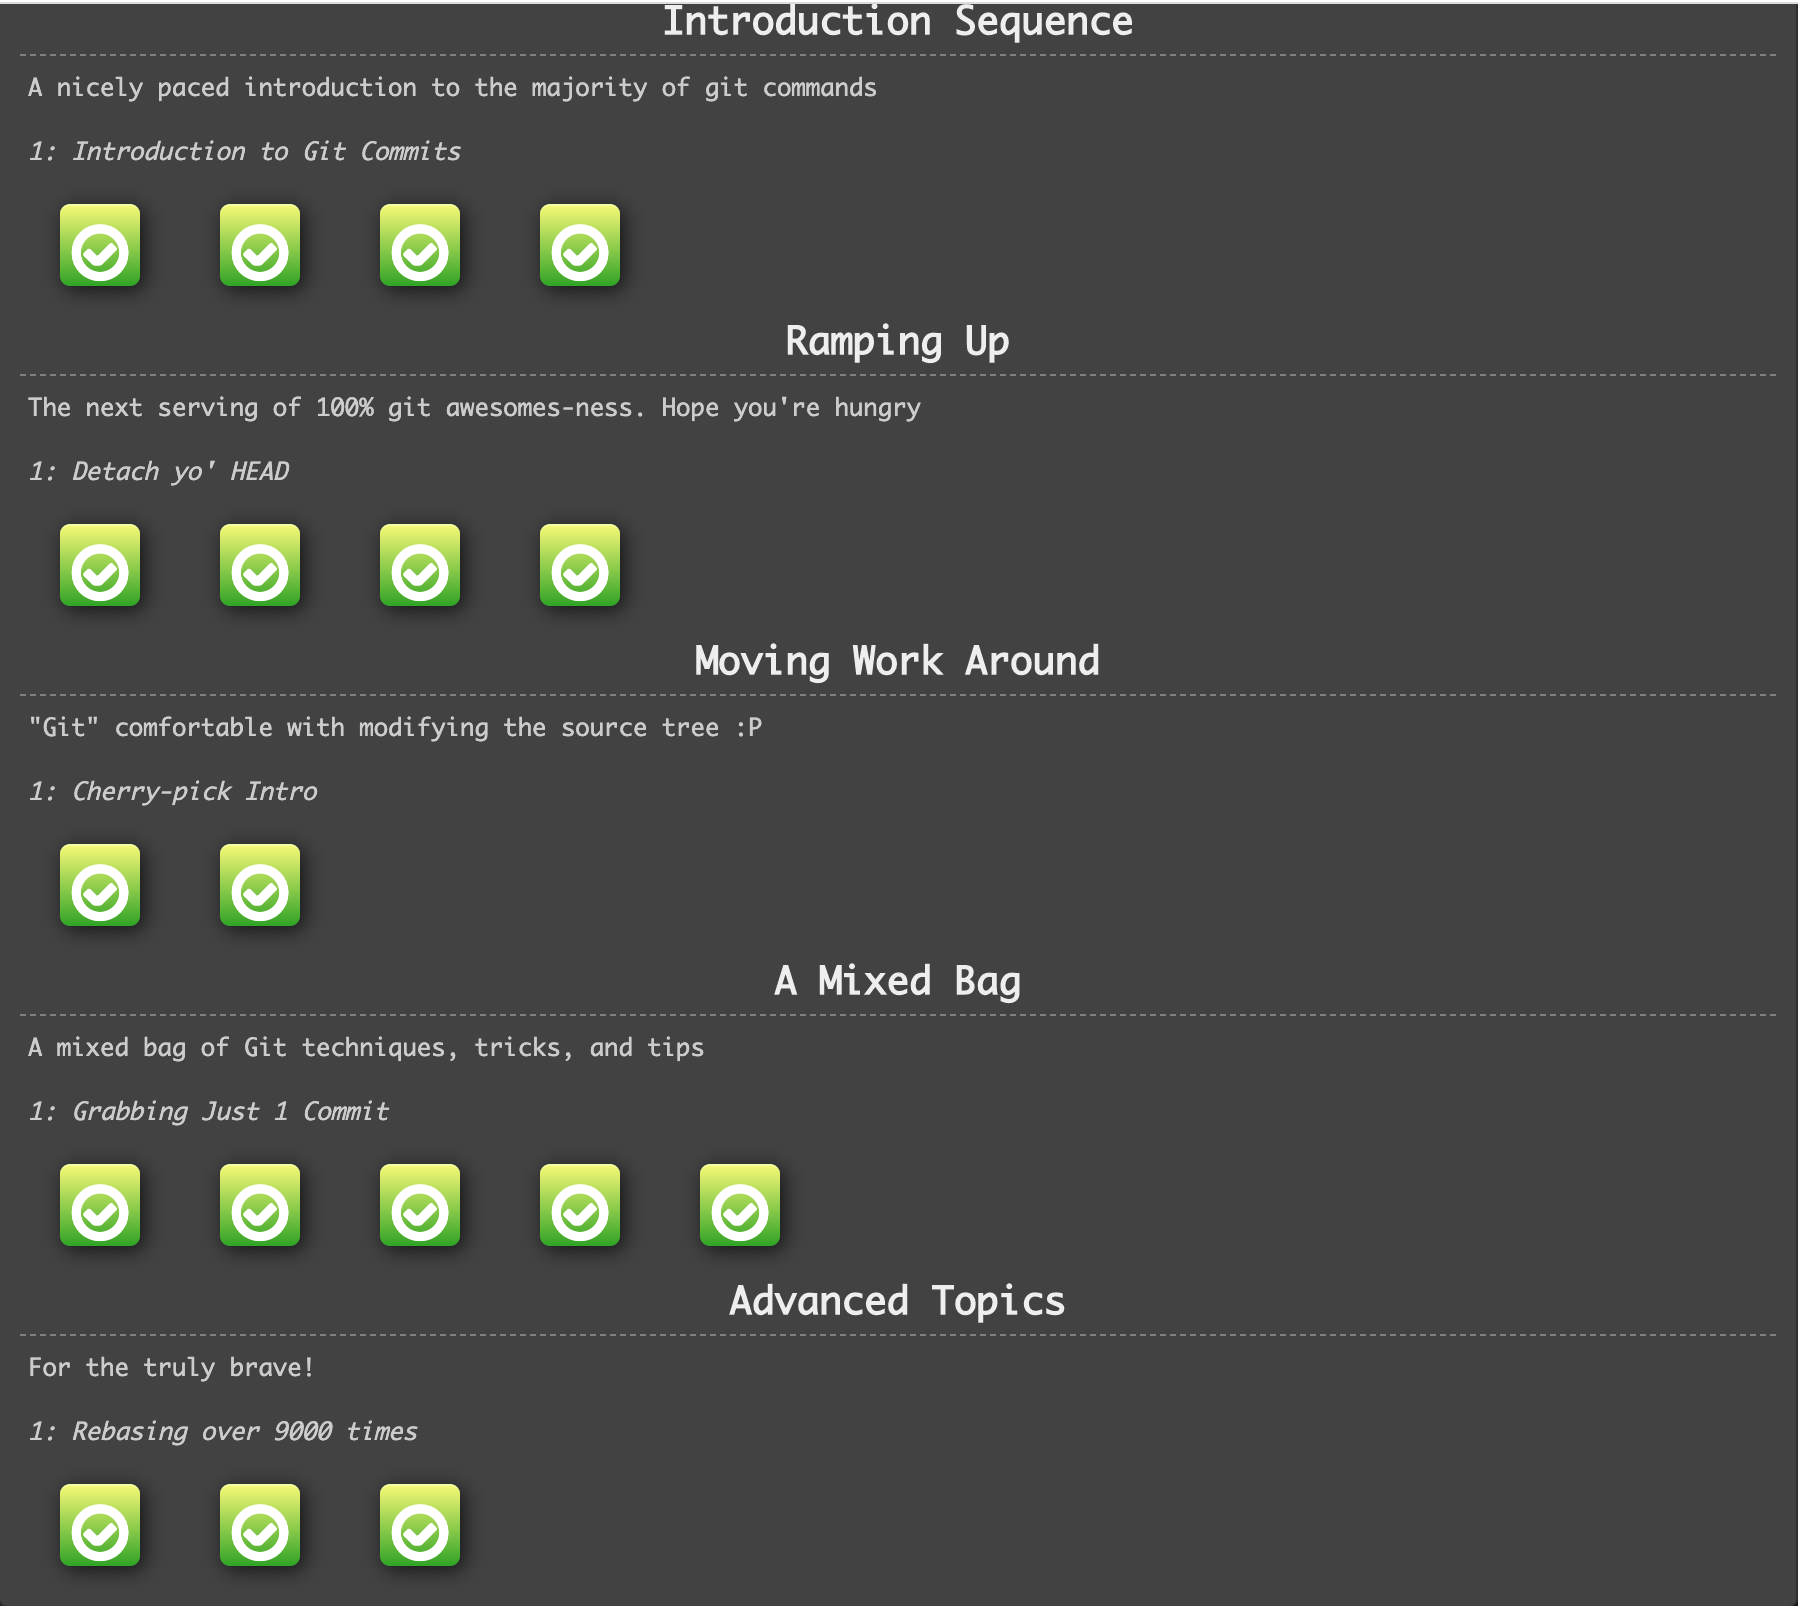 Introduction Sequence
A nicely paced introduction to the majority of git commands
1: Introduction to Git Commits
Ramping Up
The next serving of 100% git awesomes-ness. Hope you're hungry
1: Detach yo' HEAD
Moving Work Around
"Git" comfortable with modifying the source tree :P
1: Cherry-pick Intro
A Mixed Bag
A mixed bag of Git techniques, tricks, and tips
1: Grabbing Just 1 Commit
Advanced Topics
For the truly brave!
1: Rebasing over 9000 times